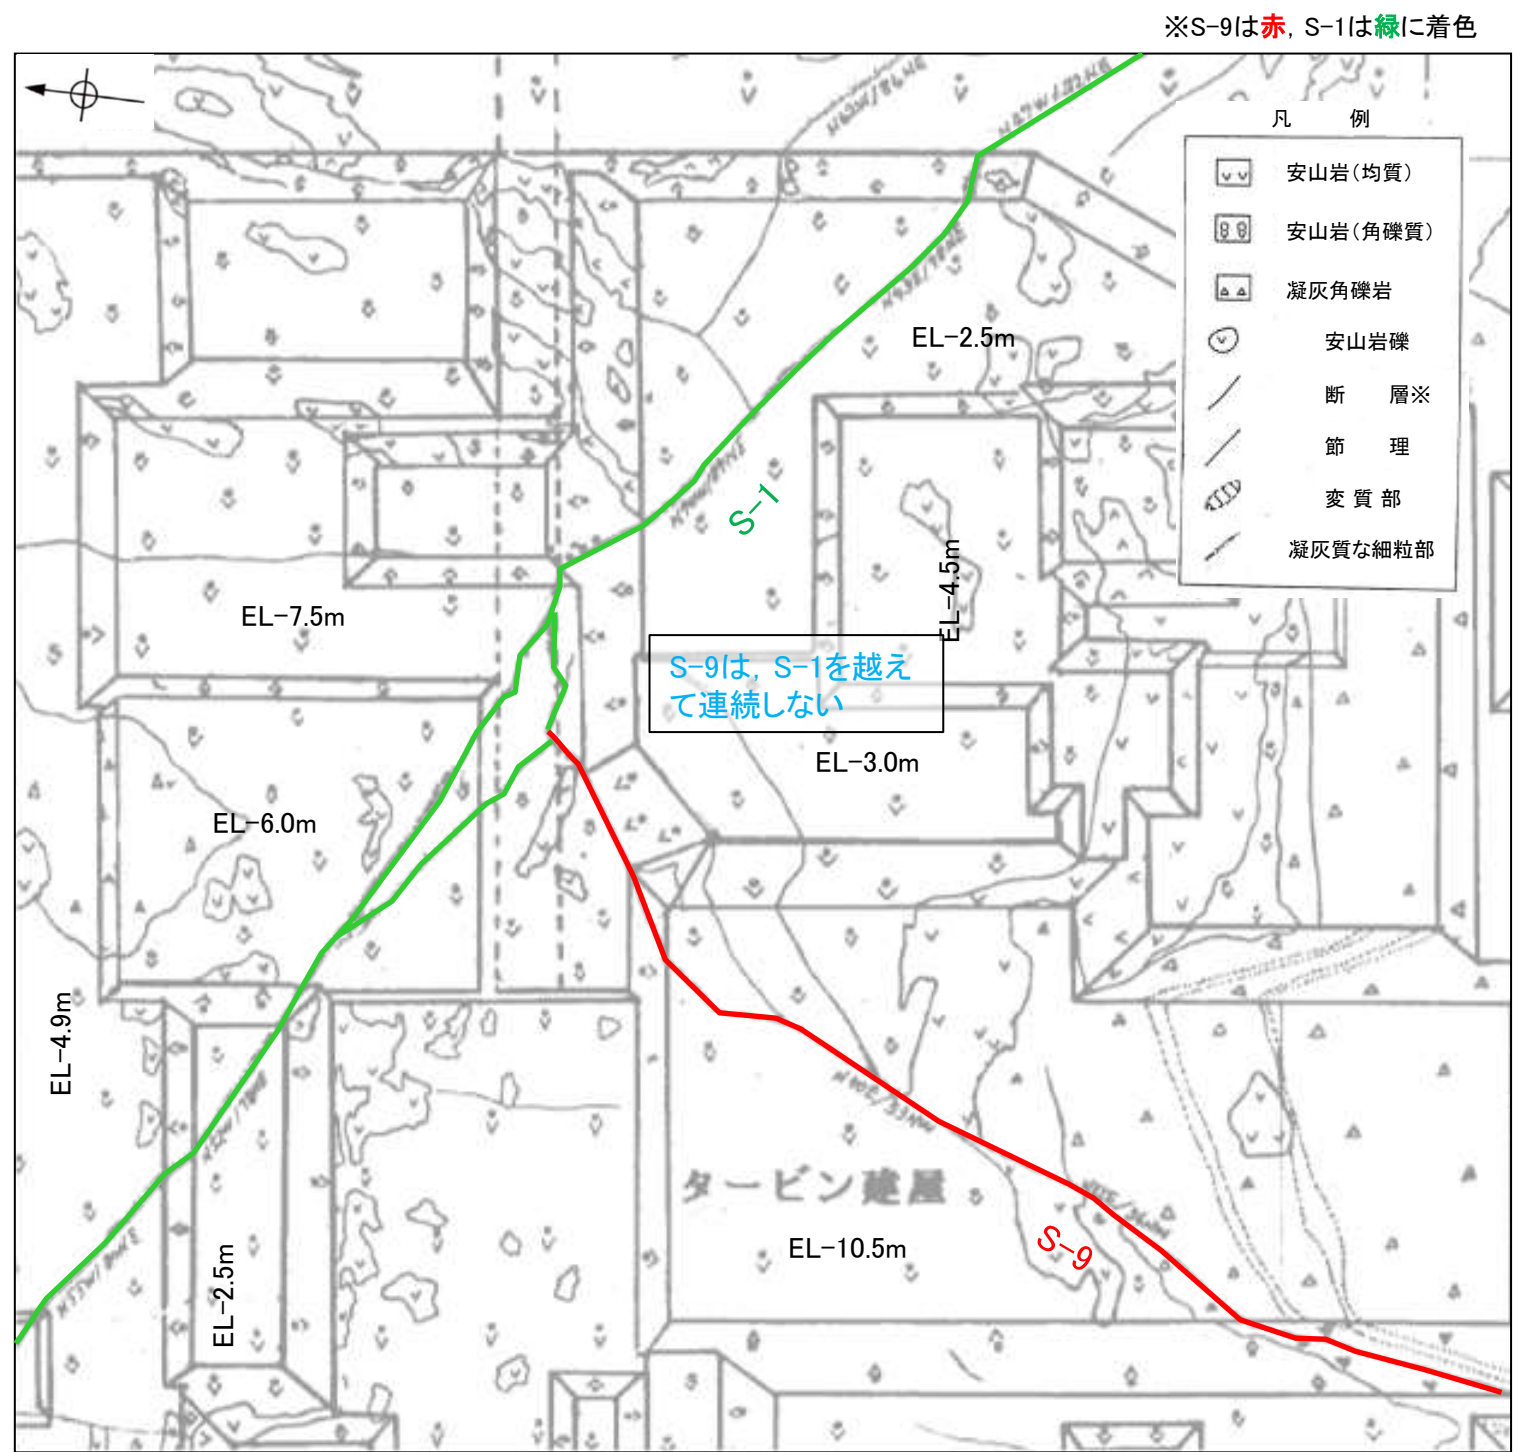 ※S-9は赤, S-1は緑に着色
凡 例
安山岩(均質)
安山岩(角礫質)
凝灰角礫岩
安山岩礫
断 層※
節 理
変 質 部
凝灰質な細粒部
EL-2.5m
S-1
EL-4.5m
EL-7.5m
S-9は, S-1を越え
て連続しない
EL-3.0m
EL-6.0m
EL-4.9m
タービン建屋
S-9
EL-10.5m
EL-2.5m